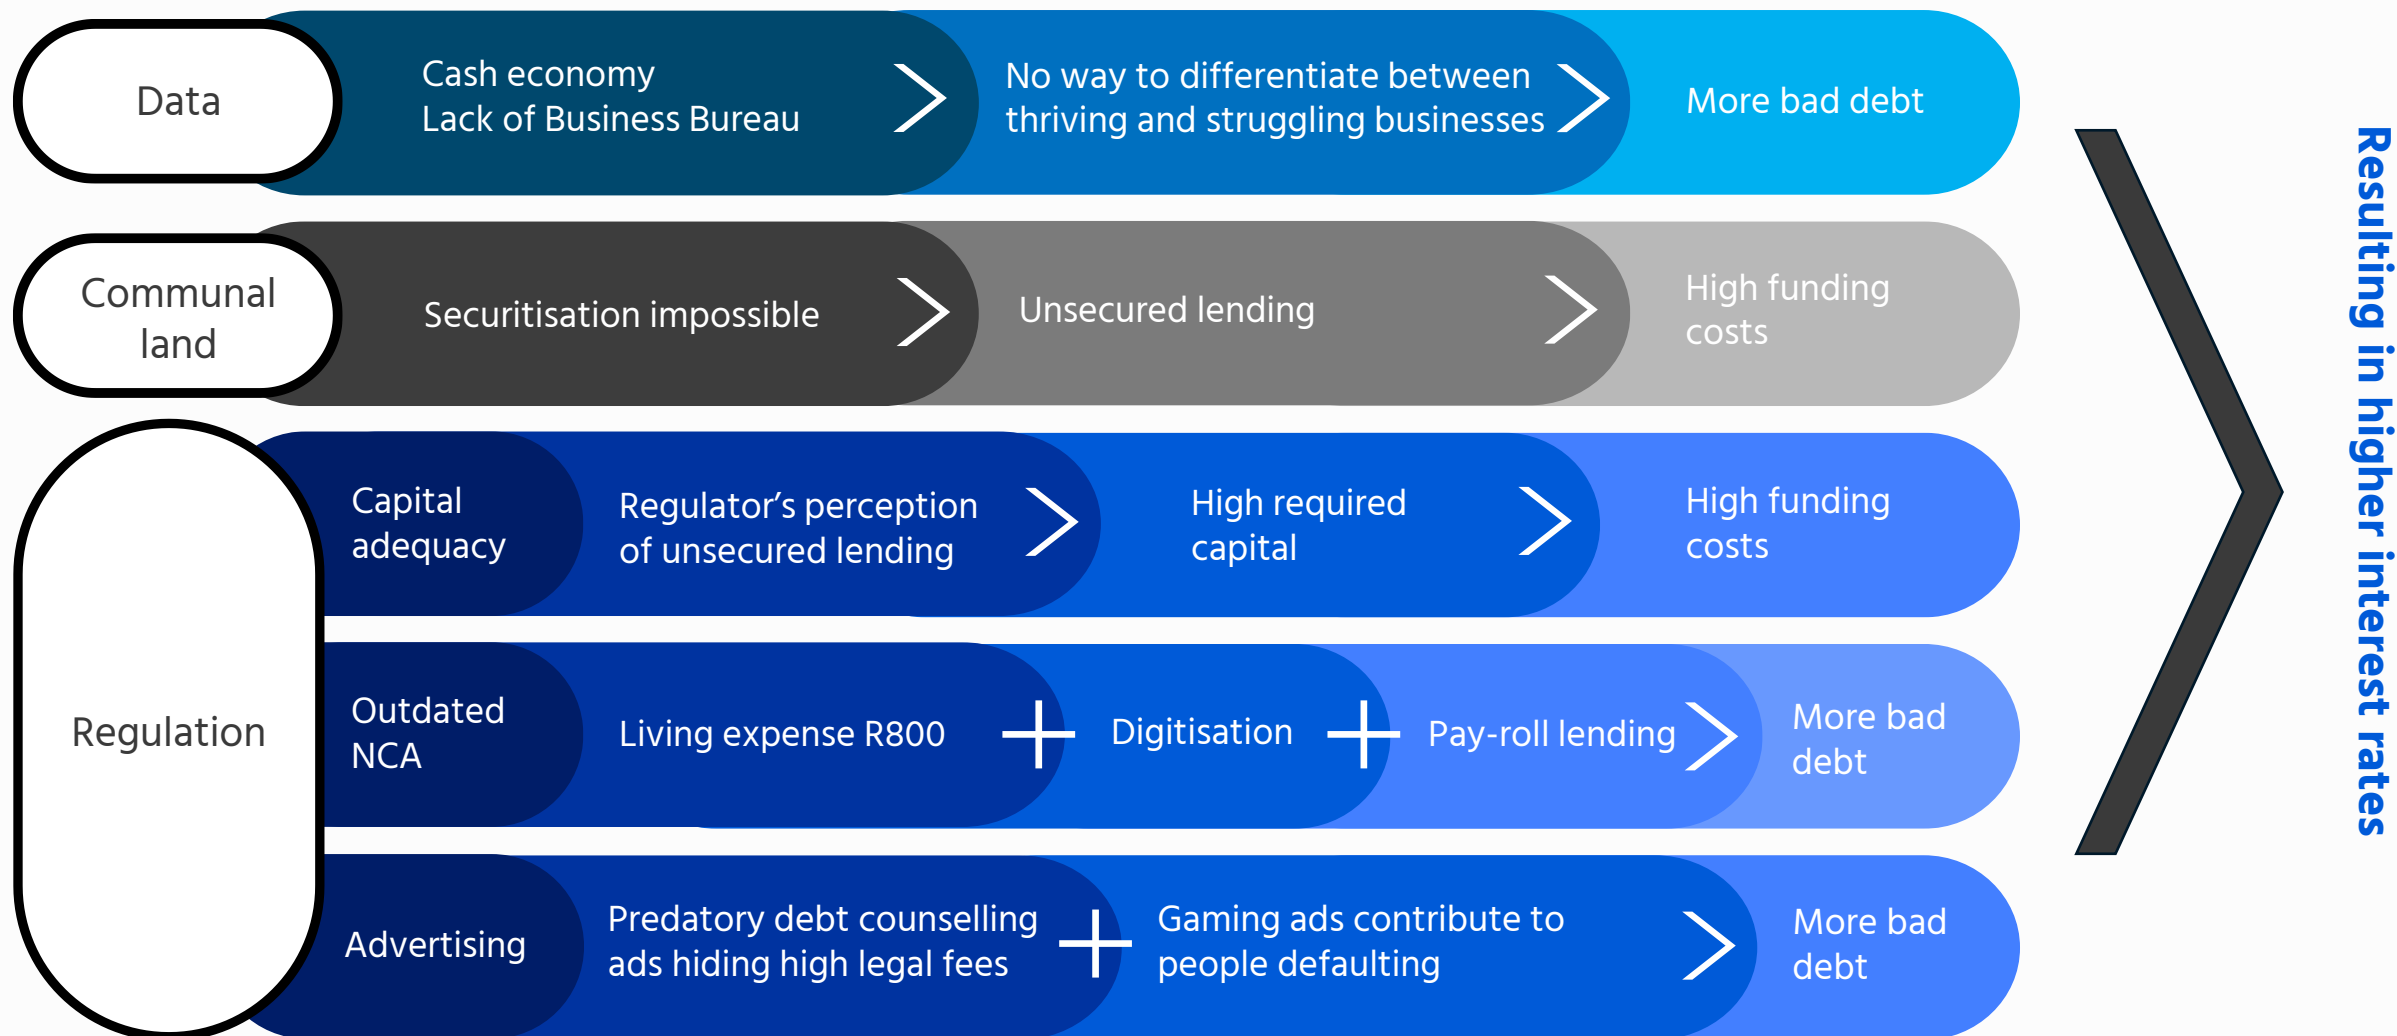 Data
Cash economy
Lack of Business Bureau
No way to differentiate between
thriving and struggling businesses
More bad debt
Communal
land
Securitisation impossible
Unsecured lending
High funding
costs
Regulation
Capital
adequacy
Regulator’s perception
of unsecured lending
High required
capital
High funding
costs
Outdated
NCA
Living expense R800
Digitisation
Pay-roll lending
More bad
debt
Advertising
Predatory debt counselling
ads hiding high legal fees
Gaming ads contribute to
people defaulting
More bad
debt
Resulting in higher interest rates